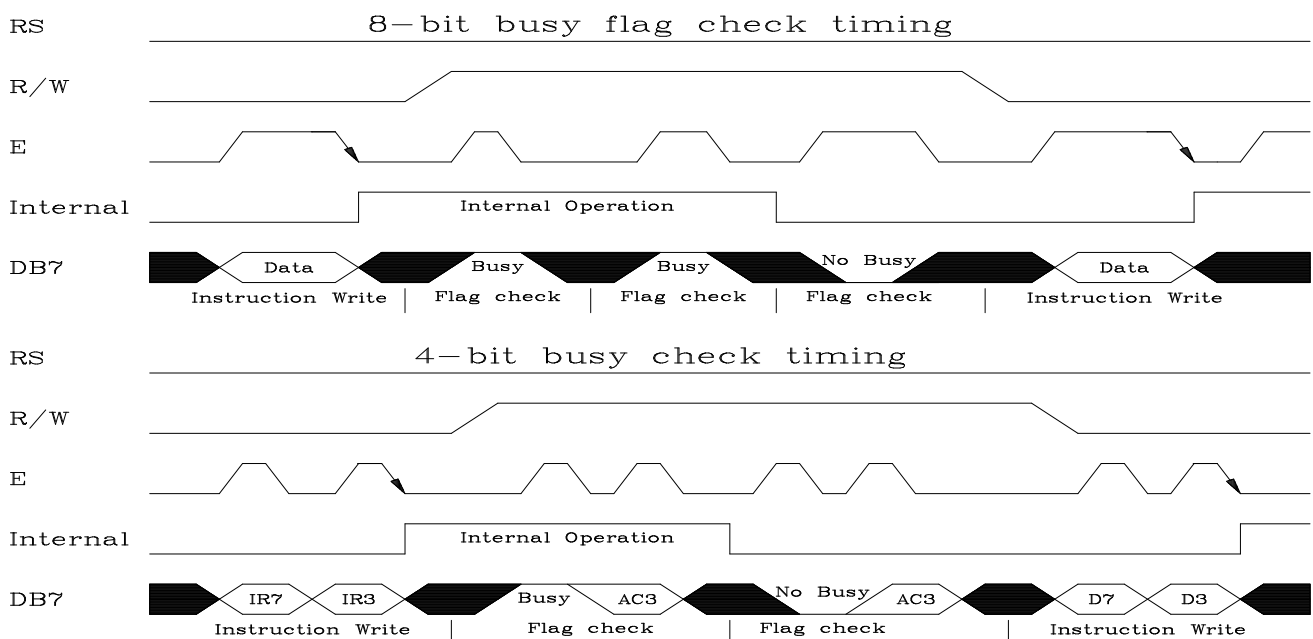 RS 8-bit busy flag check timing
R/W
E
Internal Internal Operation
DB7 Data Busy Busy No Busy Data
Instruction Write Flag check Flag check Flag check Instruction Write
RS 4-bit busy check timing
R/W
E
Internal Internal Operation
DB7 IR7 IR3 Busy AC3 No Busy AC3 D7 D3
Instruction Write Flag check Flag check Instruction Write